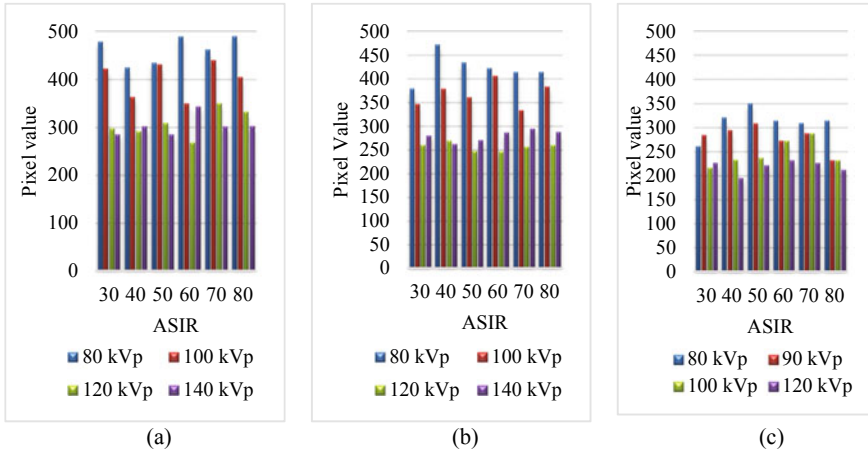 500
400
300
200
100
0
Pixel value
30 40 50 60 70 80
ASIR
80 kVp 100 kVp
120 kVp 140 kVp
(a)
500
450
400
350
300
250
200
150
100
50
0
Pixel Value
30 40 50 60 70 80
ASIR
80 kVp 100 kVp
120 kVp 140 kVp
(b)
500
450
400
350
300
250
200
150
100
50
0
Pixel value
30 40 50 60 70 80
ASIR
80 kVp 90 kVp
100 kVp 120 kVp
(c)